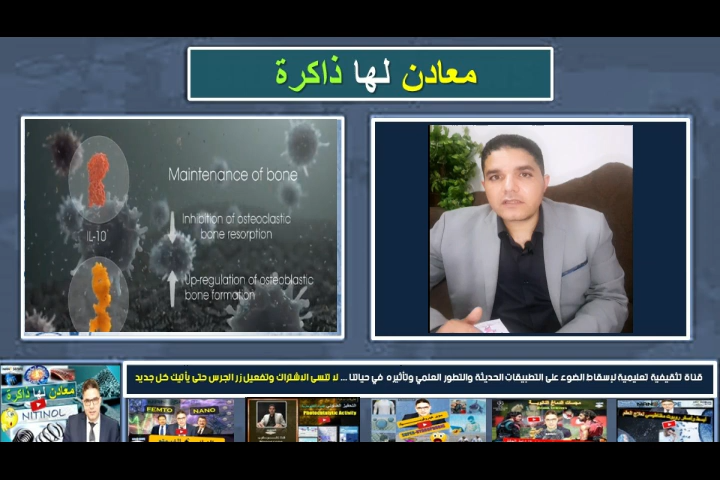 معادن لها ذاكرة
Maintenance of bone
IL-10
Inhibition of osteoclastic
bone resorption
Up-regulation of osteoblastic
bone formation
قناة تثقيفية تعليمية لإسقاط الضوء على التطبيقات الحديثة والتطور العلمي وتأثيره في حياتنا ... لا تنسى الاشتراك وتفعيل زر الجرس حتى يأتيك كل جديد
معادن لها ذاكرة
NITINOL
FEMTO
NANO
Photocatalytic Activity